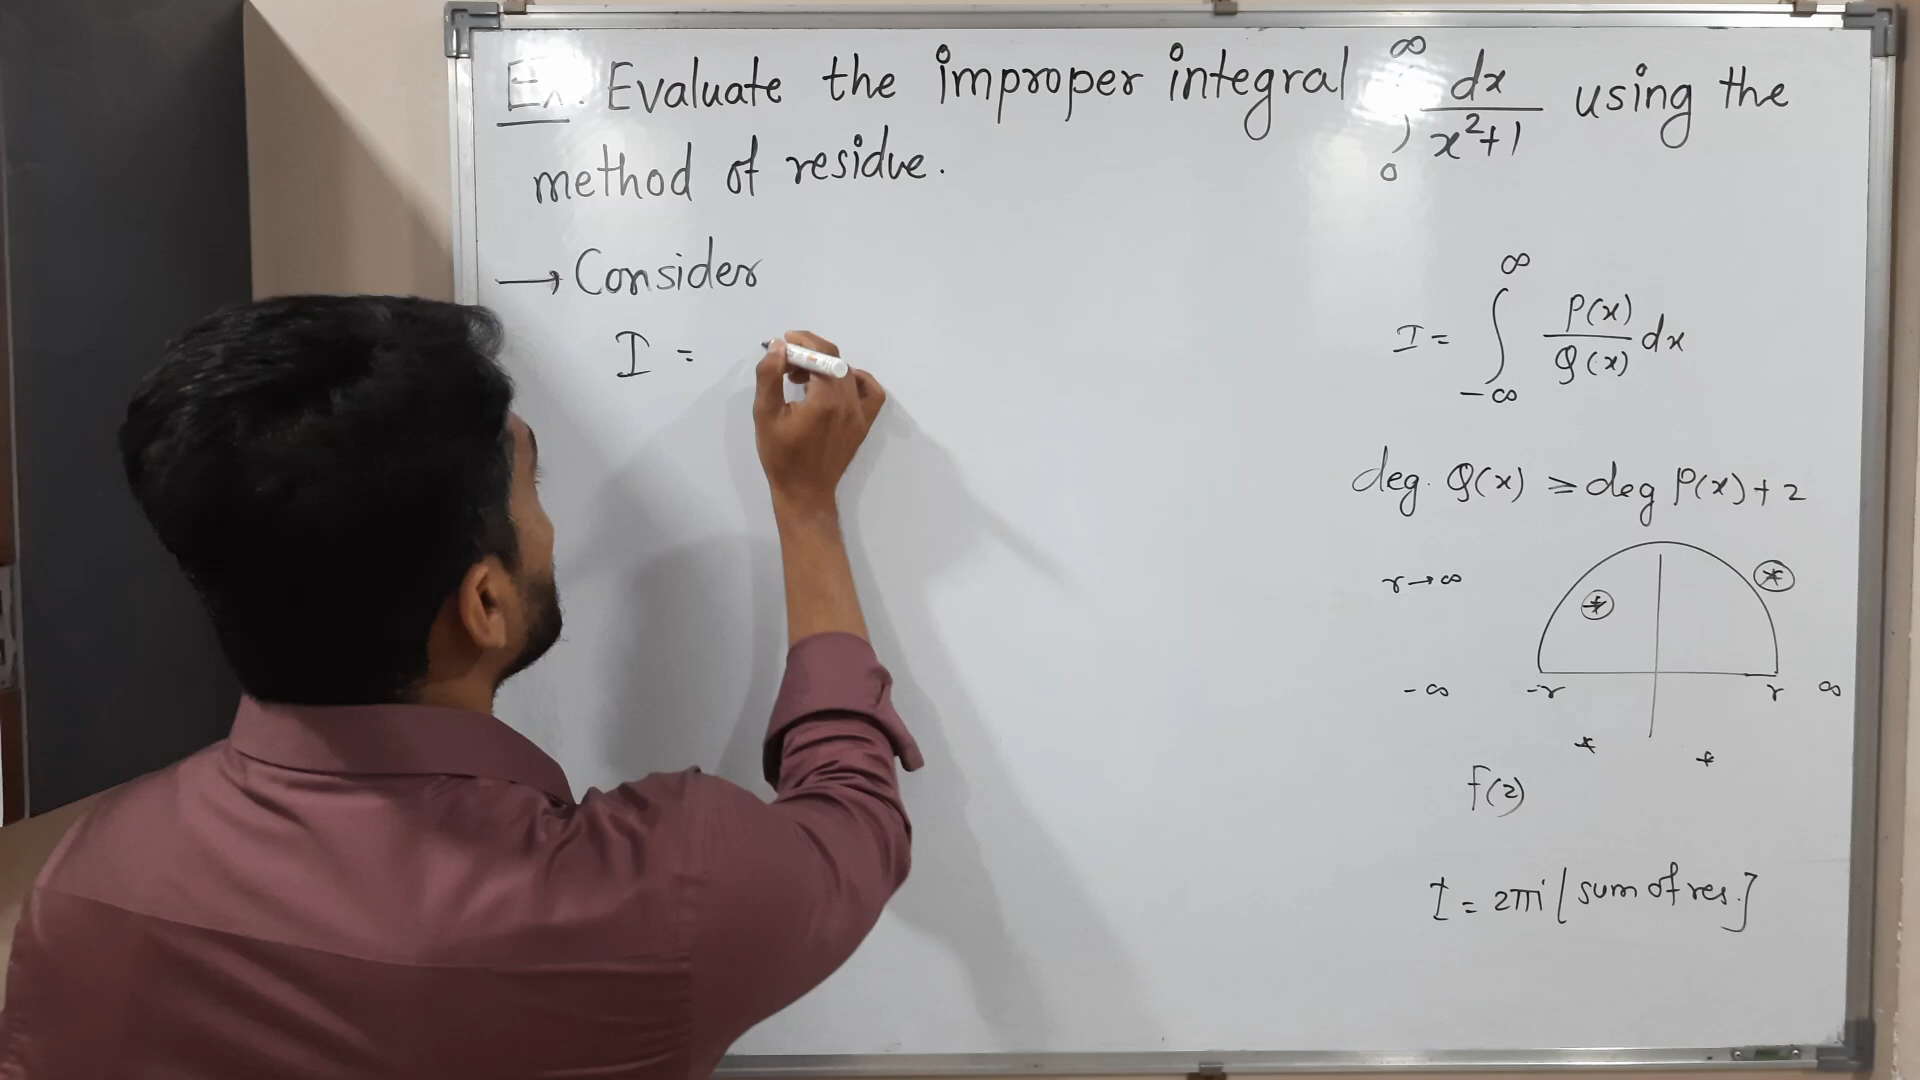 Ex. Evaluate the improper integral ∫₀^∞ dx/(x²+1) using the
method of residue.
→ Consider
I =
I = ∫_{-∞}^{∞} P(x)/Q(x) dx
deg. Q(x) ≥ deg P(x) + 2
r → ∞
-∞ -r r ∞
f(z)
I = 2πi [sum of res.]